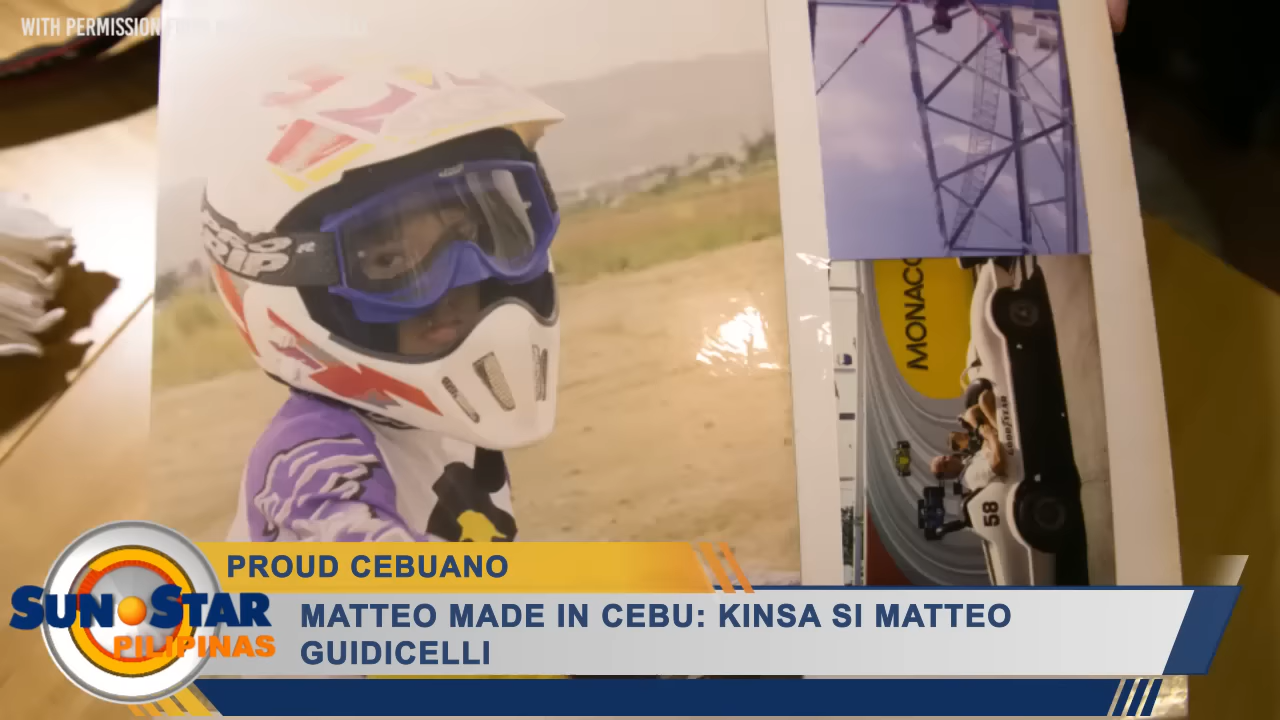 WITH PERMISSION
PRO
GRIP
MONACO
GOODYEAR
58
PROUD CEBUANO
SUN STAR
PILIPINAS
MATTEO MADE IN CEBU: KINSA SI MATTEO
GUIDICELLI